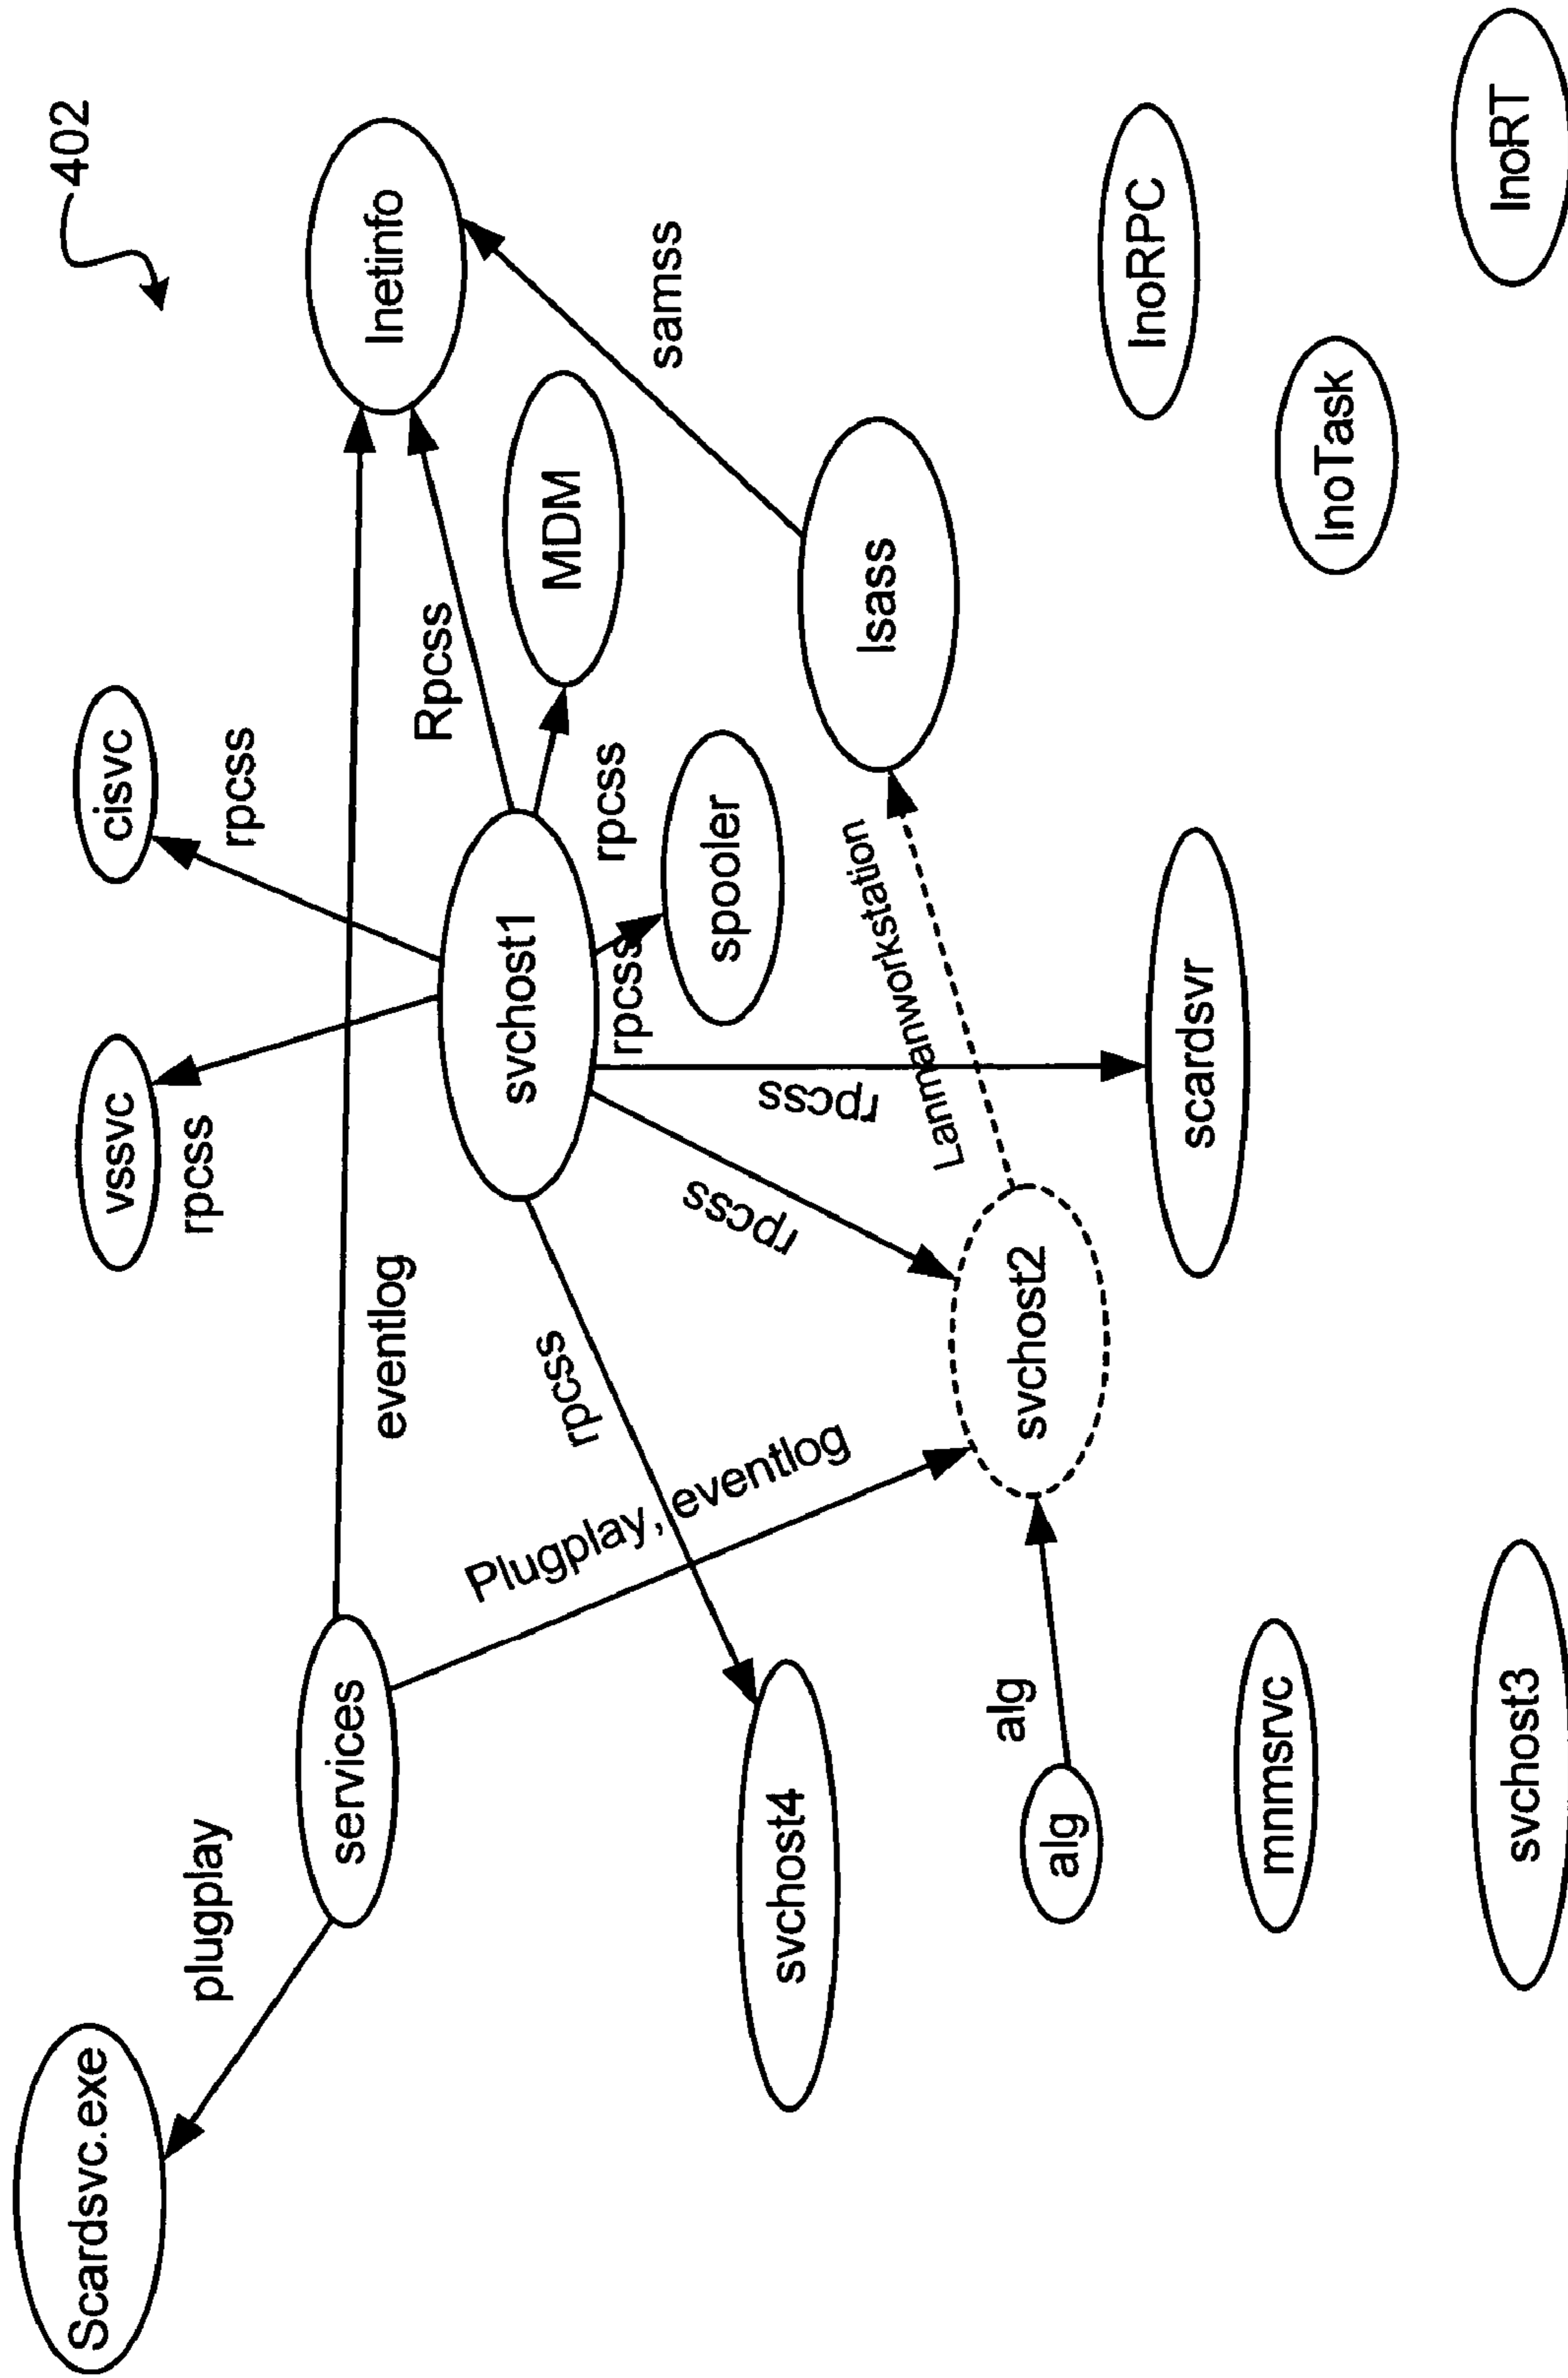 402
Scardsvc.exe
vssvc
cisvc
plugplay
rpcss
rpcss
services
eventlog
Inetinfo
Rpcss
svchost1
MDM
rpcss
rpcss
rpcss
Plugplay, eventlog
samss
spooler
rpcss
svchost4
rpcss
Lanmanworkstation
lsass
alg
svchost2
alg
scardsvr
InoRPC
mnmsrvc
InoTask
svchost3
InoRT